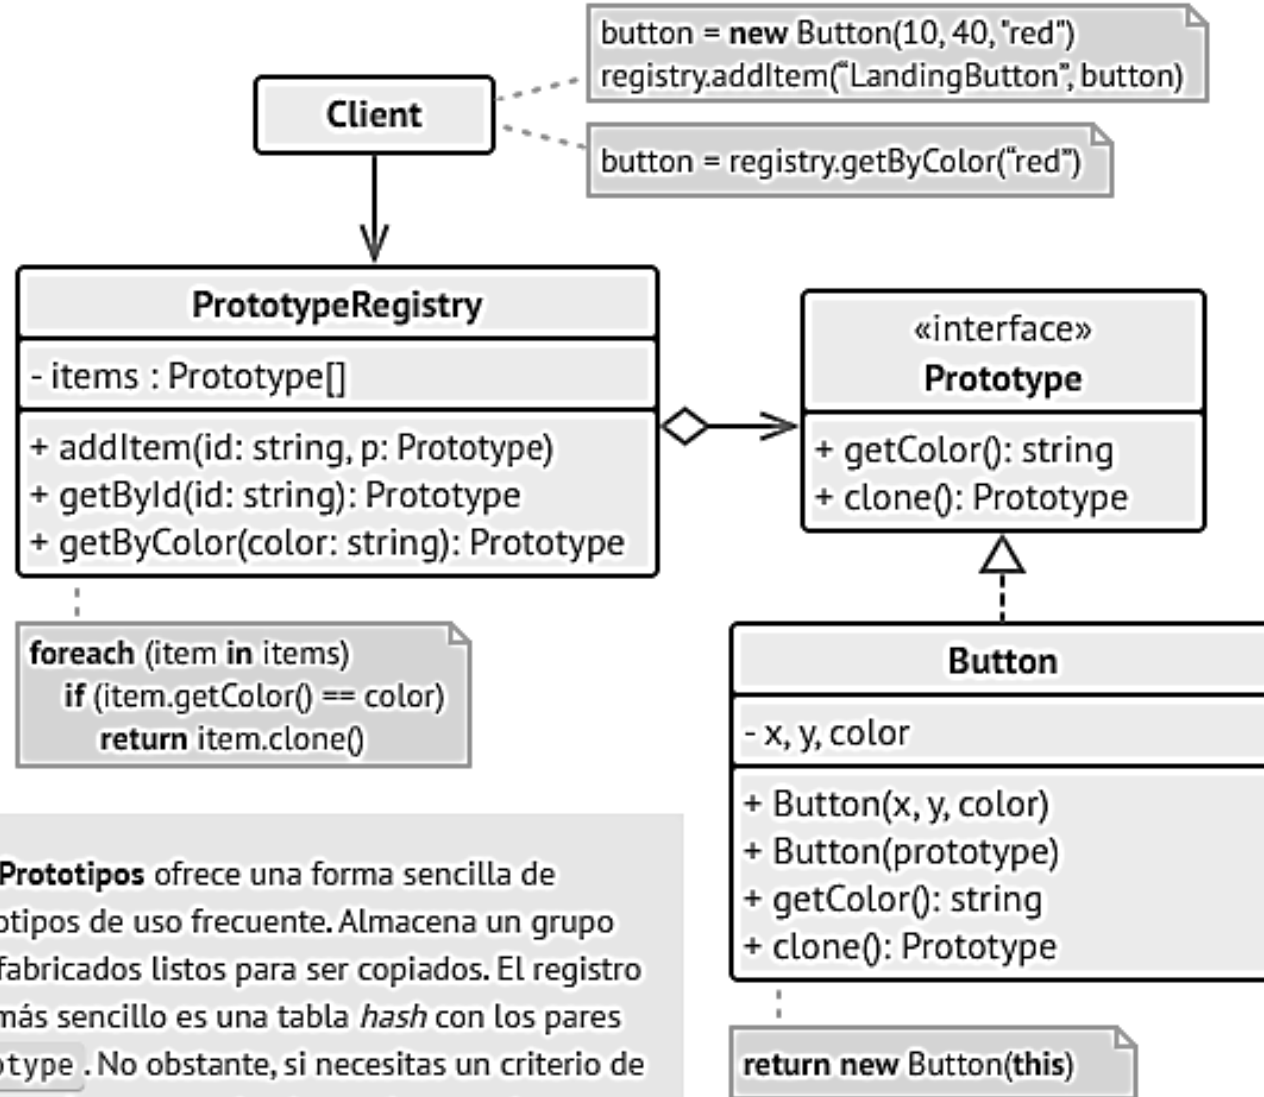 button = new Button(10, 40, "red")
registry.addItem(“LandingButton”, button)
Client
button = registry.getByColor(“red”)
PrototypeRegistry
- items : Prototype[]
+ addItem(id: string, p: Prototype)
+ getById(id: string): Prototype
+ getByColor(color: string): Prototype
«interface»
Prototype
+ getColor(): string
+ clone(): Prototype
foreach (item in items)
if (item.getColor() == color)
return item.clone()
Button
- x, y, color
+ Button(x, y, color)
+ Button(prototype)
+ getColor(): string
+ clone(): Prototype
return new Button(this)
Prototipos ofrece una forma sencilla de
otipos de uso frecuente. Almacena un grupo
fabricados listos para ser copiados. El registro
más sencillo es una tabla hash con los pares
otype . No obstante, si necesitas un criterio de